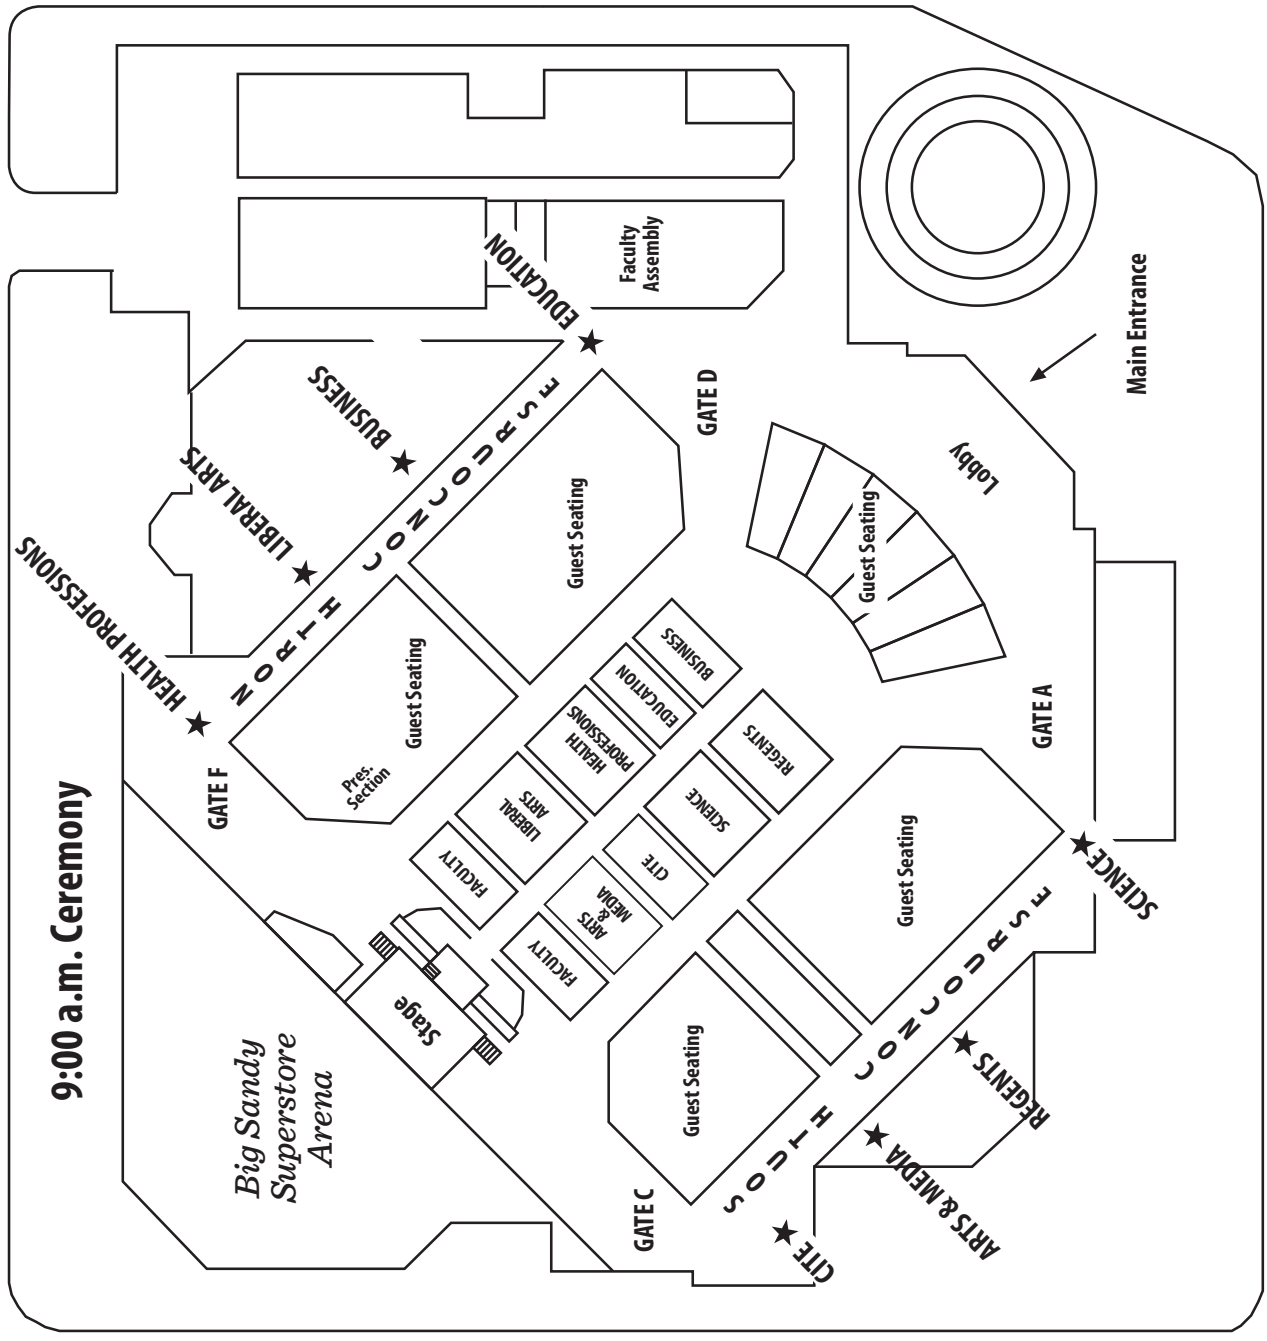 9:00 a.m. Ceremony
Big Sandy
Superstore
Arena
HEALTH PROFESSIONS
LIBERAL ARTS
BUSINESS
EDUCATION
Faculty
Assembly
Main Entrance
Lobby
NORTH CONCOURSE
GATE F
GATE D
GATE A
GATE C
Guest Seating
Guest Seating
Pres.
Section
Guest Seating
BUSINESS
EDUCATION
HEALTH
PROFESSIONS
LIBERAL
ARTS
FACULTY
REGENTS
SCIENCE
CITE
ARTS
&
MEDIA
FACULTY
Stage
Guest Seating
Guest Seating
SOUTH CONCOURSE
SCIENCE
REGENTS
ARTS & MEDIA
CITE